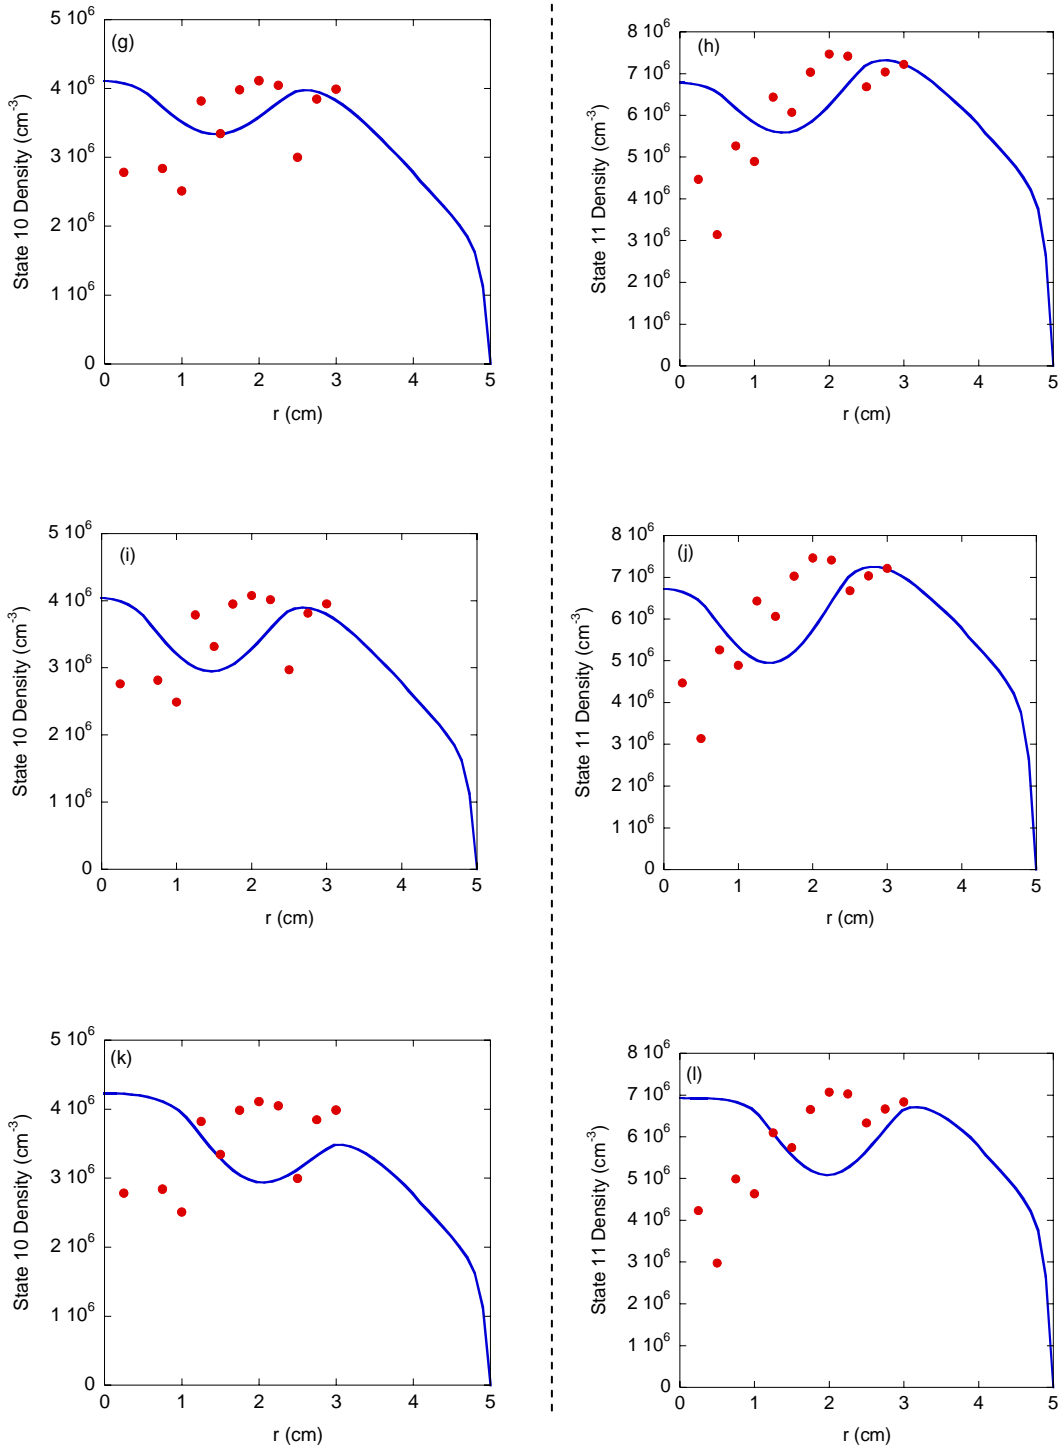 (g)
State 10 Density (cm-3)
5 10^6
4 10^6
3 10^6
2 10^6
1 10^6
0
0 1 2 3 4 5
r (cm)
(h)
State 11 Density (cm-3)
8 10^6
7 10^6
6 10^6
5 10^6
4 10^6
3 10^6
2 10^6
1 10^6
0
0 1 2 3 4 5
r (cm)
(i)
State 10 Density (cm-3)
5 10^6
4 10^6
3 10^6
2 10^6
1 10^6
0
0 1 2 3 4 5
r (cm)
(j)
State 11 Density (cm-3)
8 10^6
7 10^6
6 10^6
5 10^6
4 10^6
3 10^6
2 10^6
1 10^6
0
0 1 2 3 4 5
r (cm)
(k)
State 10 Density (cm-3)
5 10^6
4 10^6
3 10^6
2 10^6
1 10^6
0
0 1 2 3 4 5
r (cm)
(l)
State 11 Density (cm-3)
8 10^6
7 10^6
6 10^6
5 10^6
4 10^6
3 10^6
2 10^6
1 10^6
0
0 1 2 3 4 5
r (cm)